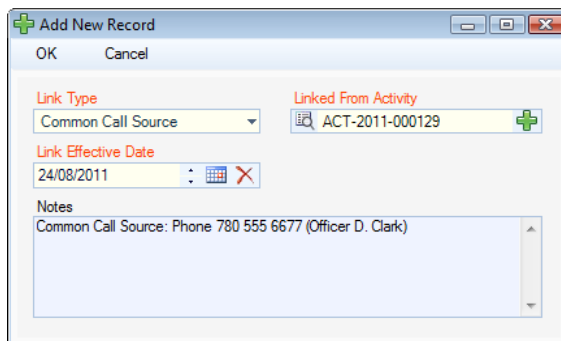 Add New Record
OK Cancel
Link Type Linked From Activity
Common Call Source ACT-2011-000129
Link Effective Date
24/08/2011
Notes
Common Call Source: Phone 780 555 6677 (Officer D. Clark)